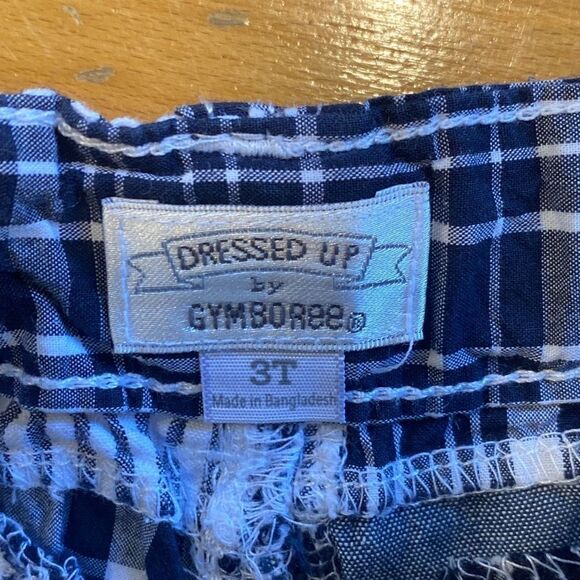 DRESSED UP
by
GYMBORee®
3T
Made in Bangladesh